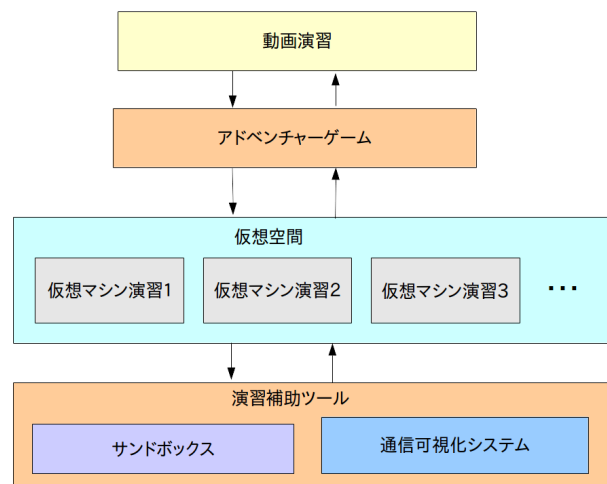 動画演習
アドベンチャーゲーム
仮想空間
仮想マシン演習1
仮想マシン演習2
仮想マシン演習3
･･･
演習補助ツール
サンドボックス
通信可視化システム